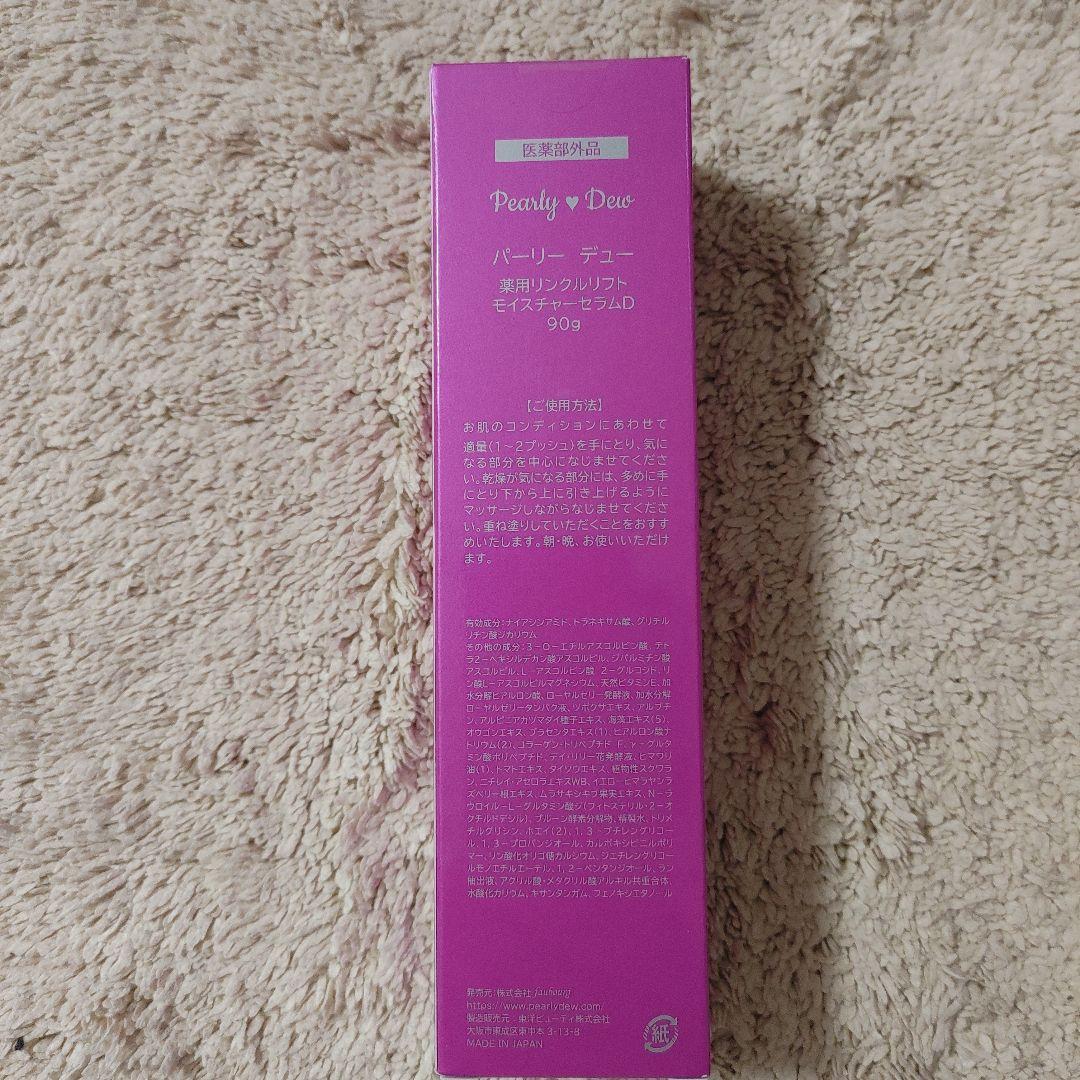 医薬部外品
Pearly ♥ Dew
パーリー デュー
薬用リンクルリフト
モイスチャーセラムD
90g
【ご使用方法】
お肌のコンディションにあわせて
適量(1～2プッシュ)を手にとり、気に
なる部分を中心になじませてくださ
い。乾燥が気になる部分には、多めに手
にとり下から上に引き上げるように
マッサージしながらなじませてくださ
い。重ね塗りしていただくことをおすす
めいたします。朝・晩、お使いいただけ
ます。
有効成分:ナイアシンアミド、トラネキサム酸、グリチル
リチン酸ジカリウム
その他の成分:3-O-エチルアスコルビン酸、テト
ラ2-ヘキシルデカン酸アスコルビル、ジパルミチン酸
アスコルビル、L-アスコルビン酸 2-グルコシド、リ
ン酸L-アスコルビルマグネシウム、天然ビタミンE、加
水分解ヒアルロン酸、ローヤルゼリー発酵液、加水分解
ローヤルゼリータンパク液、ツボクサエキス、アルブチ
ン、アルピニアカツマダイ種子エキス、海藻エキス(5)、
オウゴンエキス、プラセンタエキス(1)、ヒアルロン酸ナ
トリウム(2)、コラーゲン・トリペプチド F、γ-グルタ
ミン酸ポリペプチド、デイ・リリー花発酵液、ヒマワリ
油(1)、トマトエキス、タイソウエキス、植物性スクワラ
ン、ニチレイ・アセロラエキスWB、イエローヒマラヤンラ
ズベリー根エキス、ムラサキシキブ果実エキス、N-ラ
ウロイル-L-グルタミン酸ジ(フィトステリル・2-オ
クチルドデシル)、プルーン酵素分解物、精製水、トリメ
チルグリシン、ホエイ(2)、1,3-ブチレングリコー
ル、1,3-プロパンジオール、カルボキシビニルポリ
マー、リン酸化オリゴ糖カルシウム、ジエチレングリコー
ルモノエチルエーテル、1,2-ペンタンジオール、ラン
抽出液、アクリル酸・メタクリル酸アルキル共重合体、
水酸化カリウム、キサンタンガム、フェノキシエタノール
発売元:株式会社 faubourg
https://www.pearlydew.com/
製造販売元:東洋ビューティ株式会社
大阪市東成区東中本 3-13-8
MADE IN JAPAN
紙